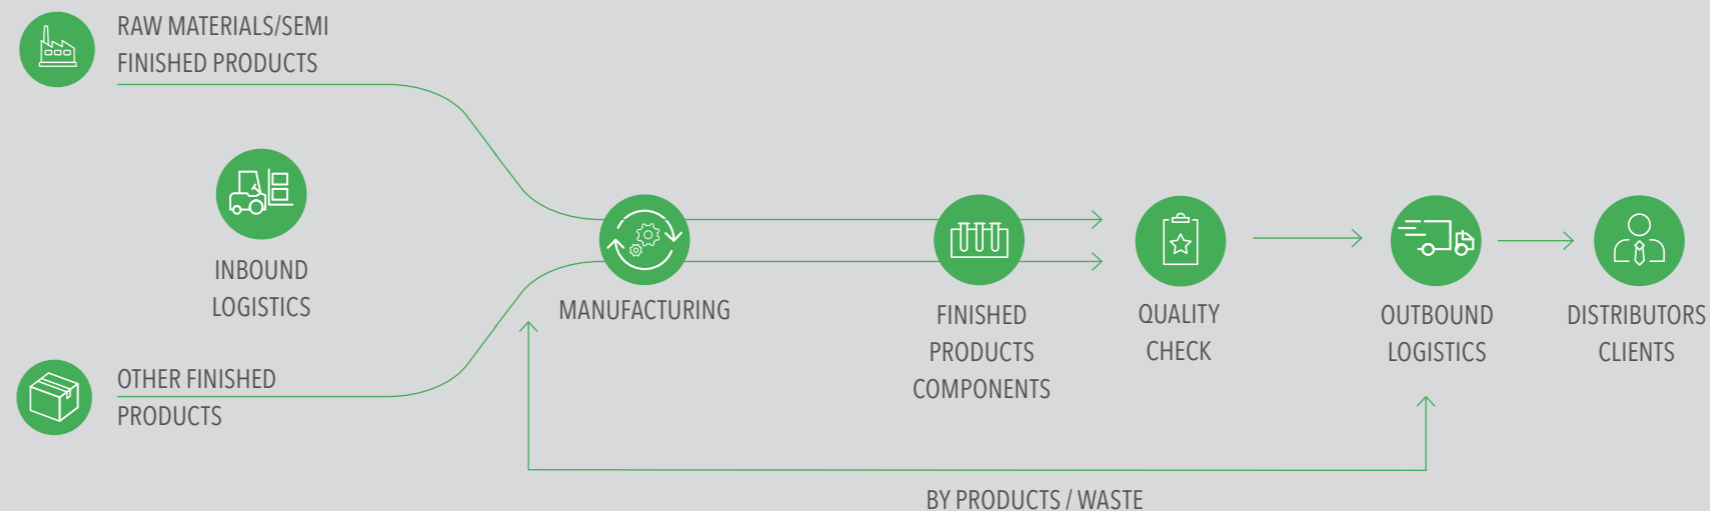 RAW MATERIALS/SEMI
FINISHED PRODUCTS
INBOUND
LOGISTICS
OTHER FINISHED
PRODUCTS
MANUFACTURING
FINISHED
PRODUCTS
COMPONENTS
QUALITY
CHECK
OUTBOUND
LOGISTICS
DISTRIBUTORS
CLIENTS
BY PRODUCTS / WASTE